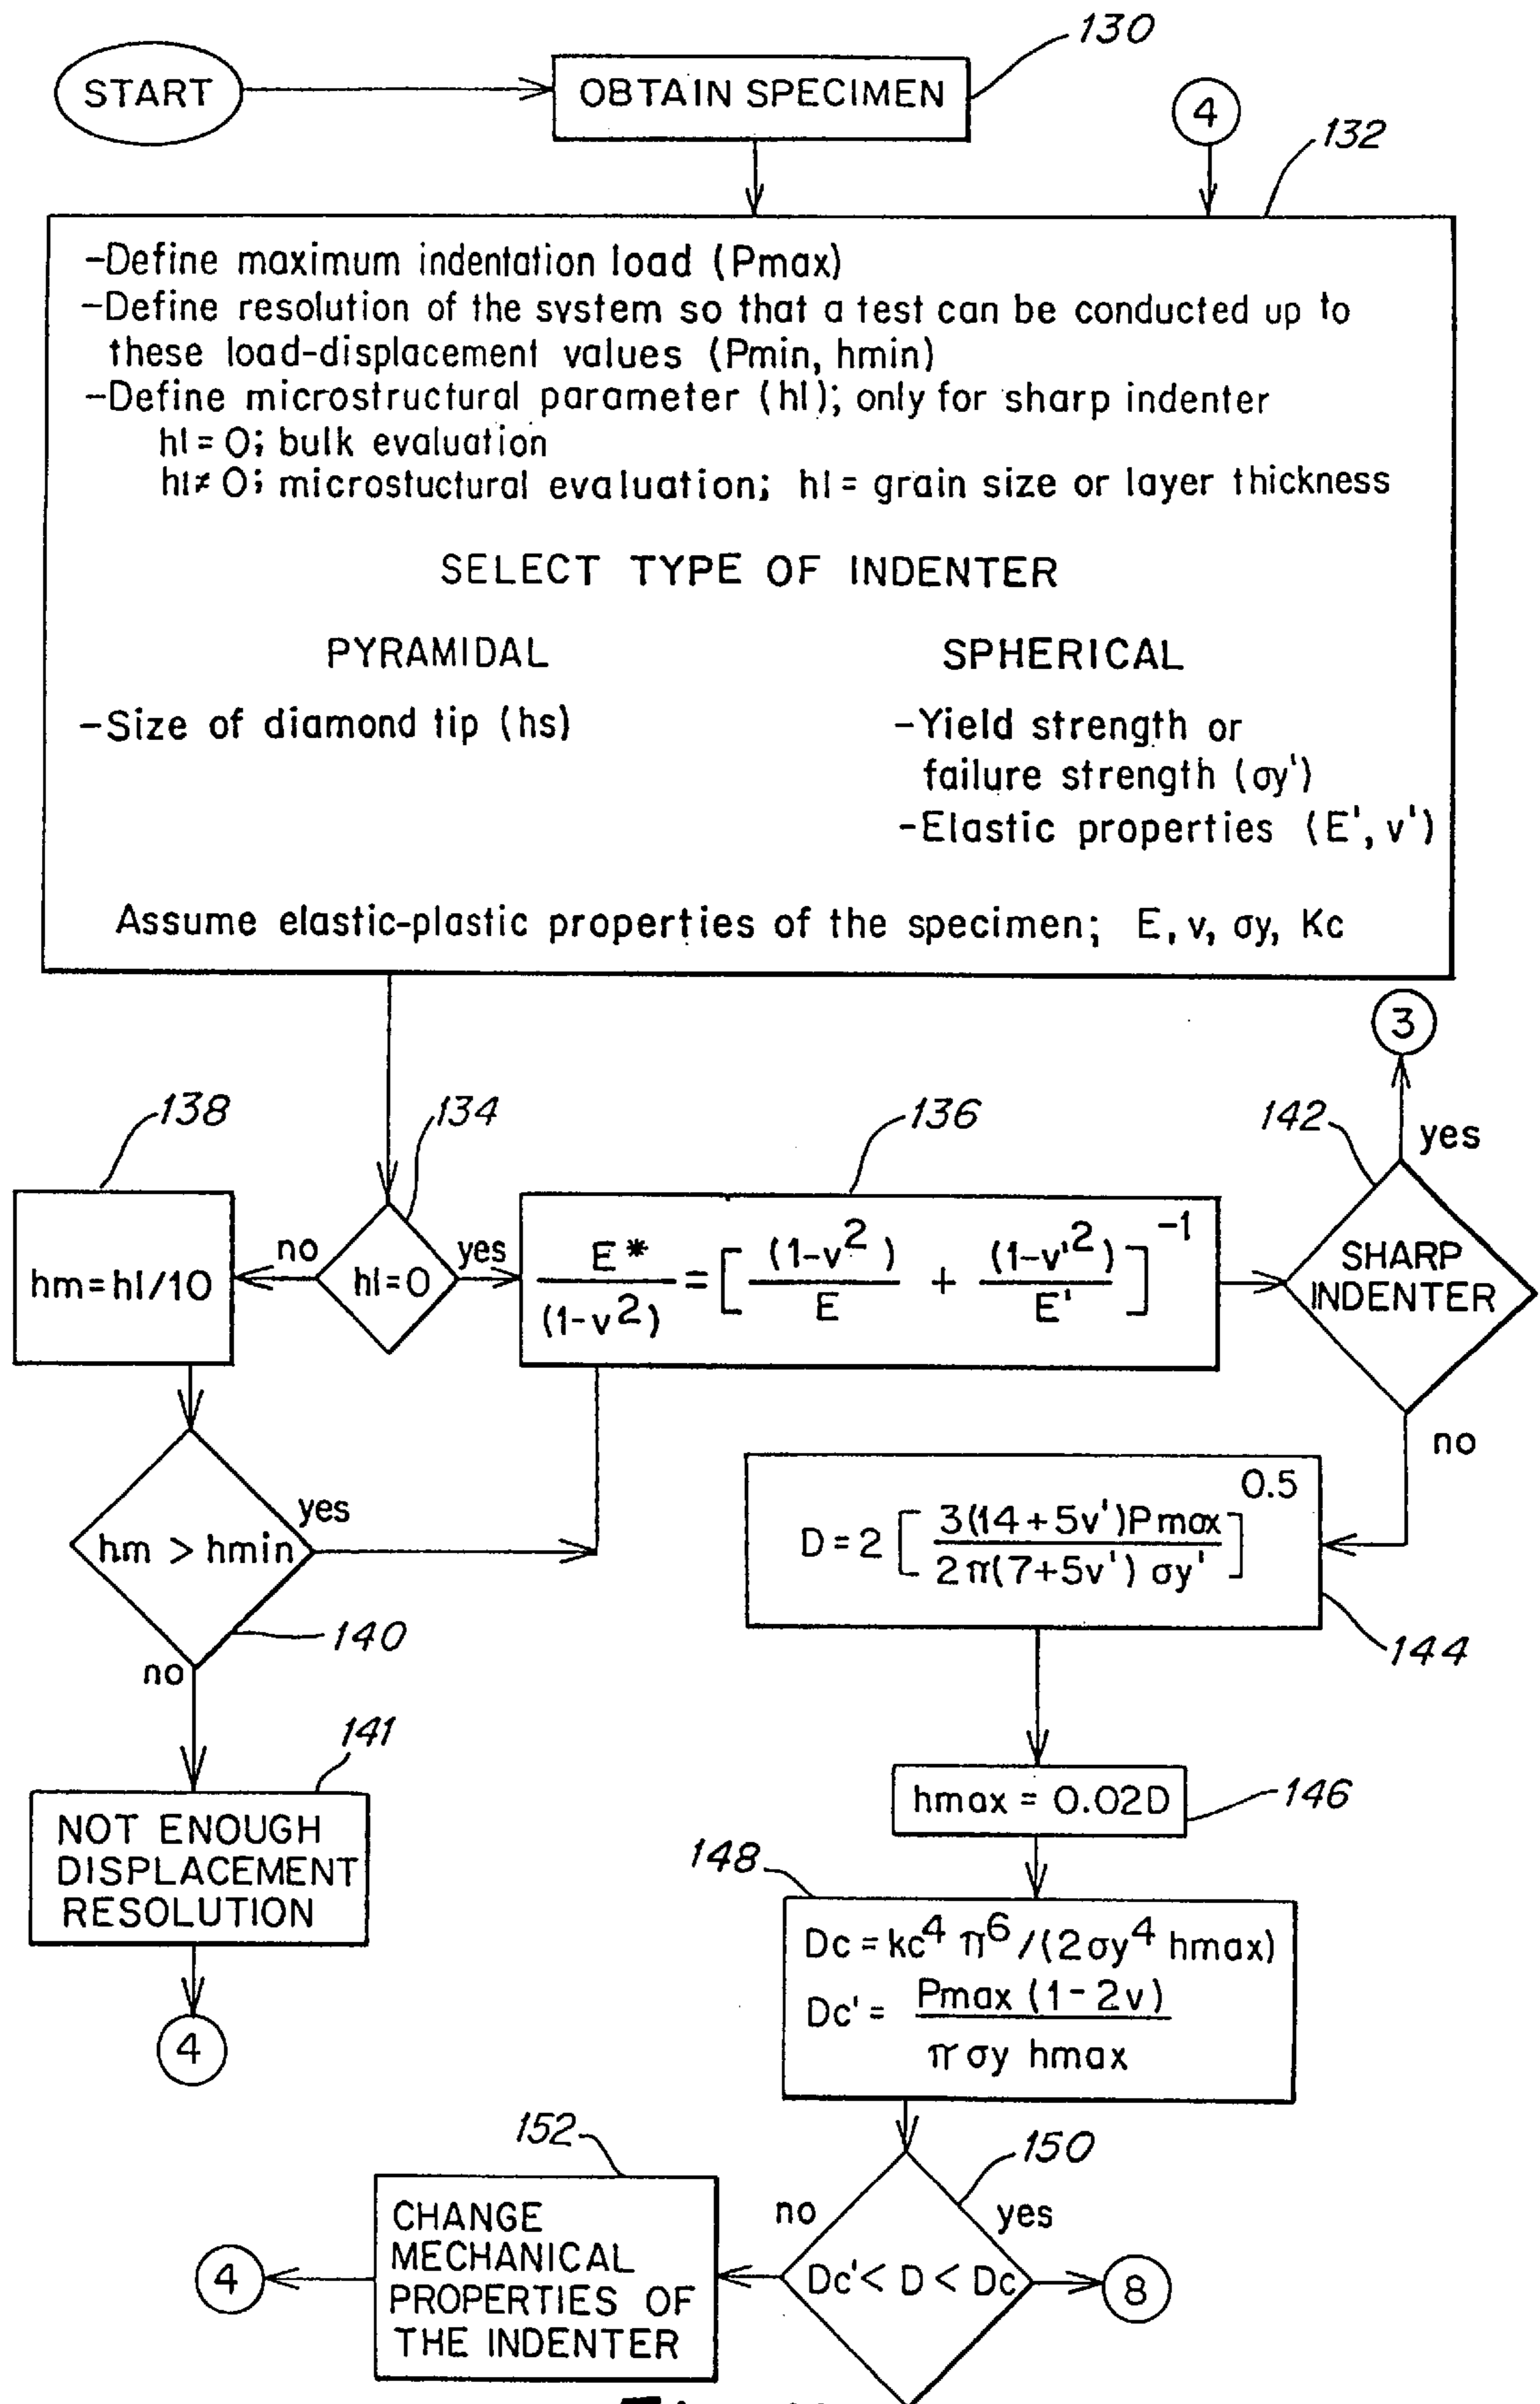 START
OBTAIN SPECIMEN
130
4
132
-Define maximum indentation load (Pmax)
-Define resolution of the system so that a test can be conducted up to
these load-displacement values (Pmin, hmin)
-Define microstructural parameter (hl); only for sharp indenter
hl = 0; bulk evaluation
hl ≠ 0; microstuctural evaluation; hl = grain size or layer thickness
SELECT TYPE OF INDENTER
PYRAMIDAL
SPHERICAL
-Size of diamond tip (hs)
-Yield strength or
failure strength (σy')
-Elastic properties (E', v')
Assume elastic-plastic properties of the specimen; E, v, σy, Kc
3
138
134
136
142
yes
hm = hl/10
no
hl = 0
yes
E* / (1-v²) = [ (1-v²) / E + (1-v'²) / E' ]⁻¹
SHARP
INDENTER
no
hm > hmin
yes
140
no
D = 2 [ 3(14+5v')Pmax / 2π(7+5v') σy' ]^0.5
144
141
NOT ENOUGH
DISPLACEMENT
RESOLUTION
4
hmax = 0.02D
146
148
Dc = kc⁴ π⁶ / (2σy⁴ hmax)
Dc' = Pmax (1 - 2v) / πσy hmax
152
150
CHANGE
MECHANICAL
PROPERTIES OF
THE INDENTER
4
no
yes
Dc' < D < Dc
8